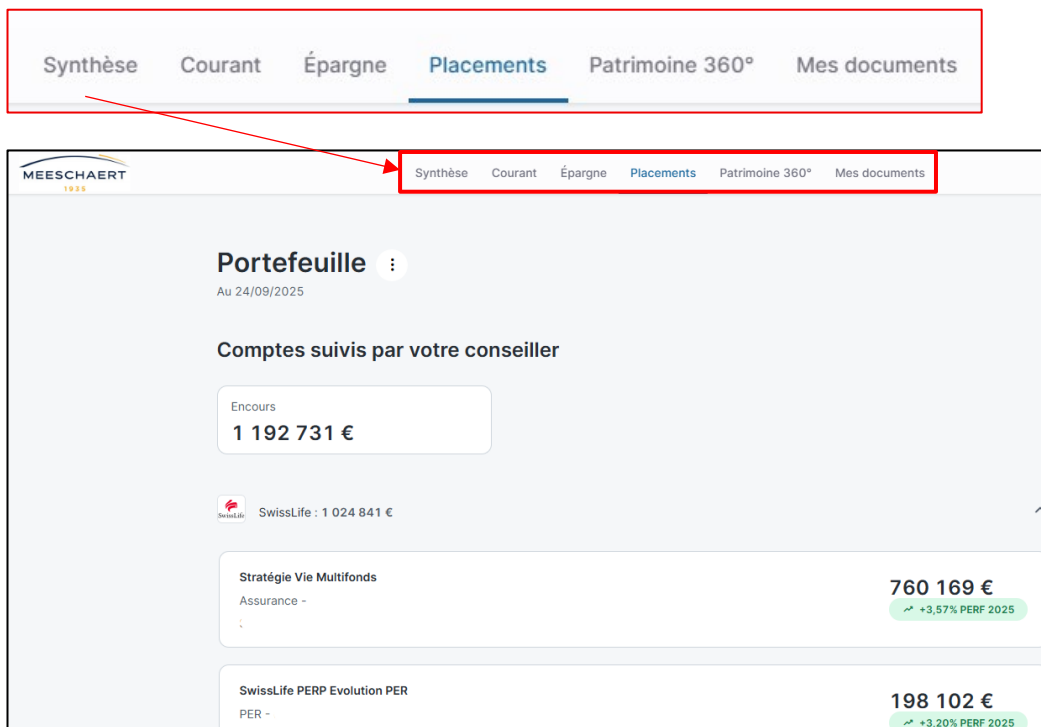 Synthèse Courant Épargne Placements Patrimoine 360° Mes documents
MEESCHAERT
1935
Synthèse Courant Épargne Placements Patrimoine 360° Mes documents
Portefeuille
Au 24/09/2025
Comptes suivis par votre conseiller
Encours
1 192 731 €
SwissLife
SwissLife : 1 024 841 €
Stratégie Vie Multifonds
760 169 €
Assurance -
+3,57% PERF 2025
SwissLife PERP Evolution PER
198 102 €
PER -
+3,20% PERF 2025